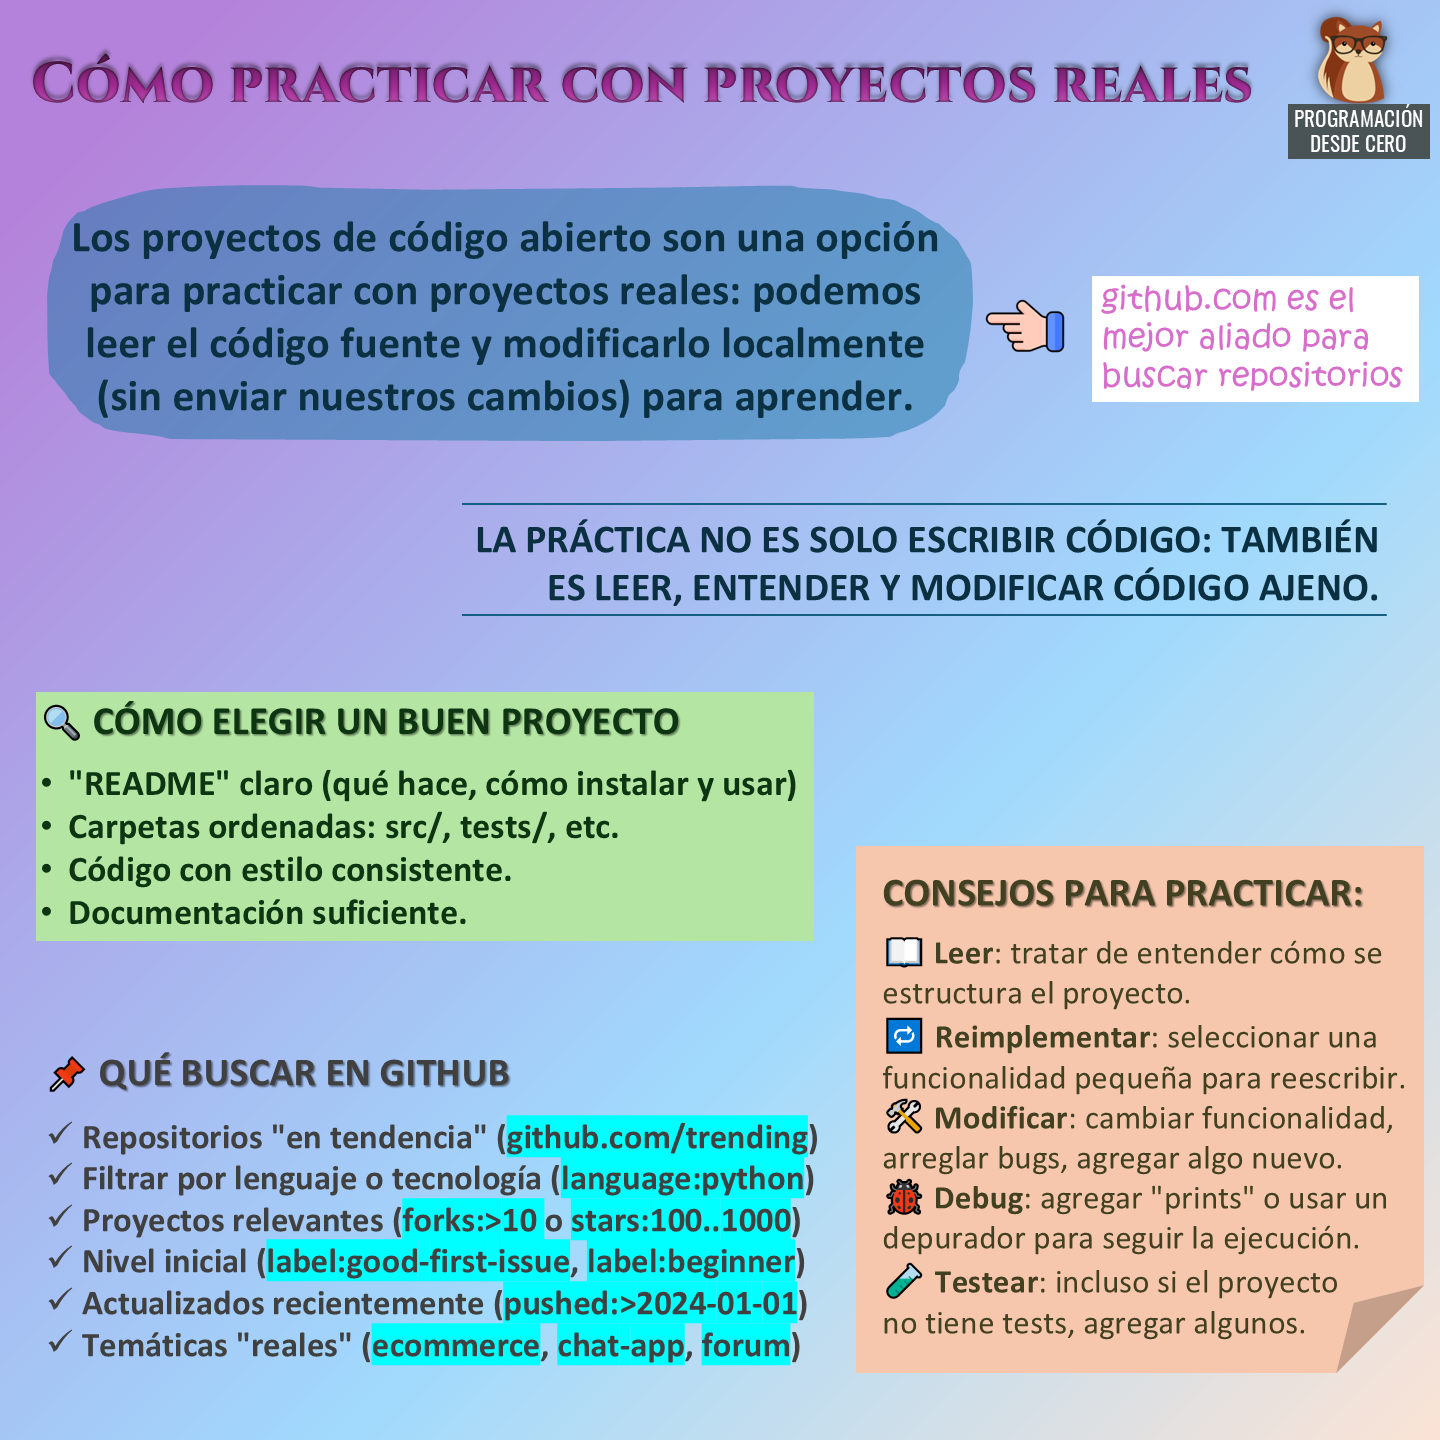 Cómo practicar con proyectos reales
PROGRAMACIÓN
DESDE CERO
Los proyectos de código abierto son una opción
para practicar con proyectos reales: podemos
leer el código fuente y modificarlo localmente
(sin enviar nuestros cambios) para aprender.
github.com es el
mejor aliado para
buscar repositorios
LA PRÁCTICA NO ES SOLO ESCRIBIR CÓDIGO: TAMBIÉN
ES LEER, ENTENDER Y MODIFICAR CÓDIGO AJENO.
🔍 CÓMO ELEGIR UN BUEN PROYECTO
• "README" claro (qué hace, cómo instalar y usar)
• Carpetas ordenadas: src/, tests/, etc.
• Código con estilo consistente.
• Documentación suficiente.
📌 QUÉ BUSCAR EN GITHUB
✓ Repositorios "en tendencia" (github.com/trending)
✓ Filtrar por lenguaje o tecnología (language:python)
✓ Proyectos relevantes (forks:>10 o stars:100..1000)
✓ Nivel inicial (label:good-first-issue, label:beginner)
✓ Actualizados recientemente (pushed:>2024-01-01)
✓ Temáticas "reales" (ecommerce, chat-app, forum)
CONSEJOS PARA PRACTICAR:
📖 Leer: tratar de entender cómo se
estructura el proyecto.
🔁 Reimplementar: seleccionar una
funcionalidad pequeña para reescribir.
🛠 Modificar: cambiar funcionalidad,
arreglar bugs, agregar algo nuevo.
🐞 Debug: agregar "prints" o usar un
depurador para seguir la ejecución.
🧪 Testear: incluso si el proyecto
no tiene tests, agregar algunos.